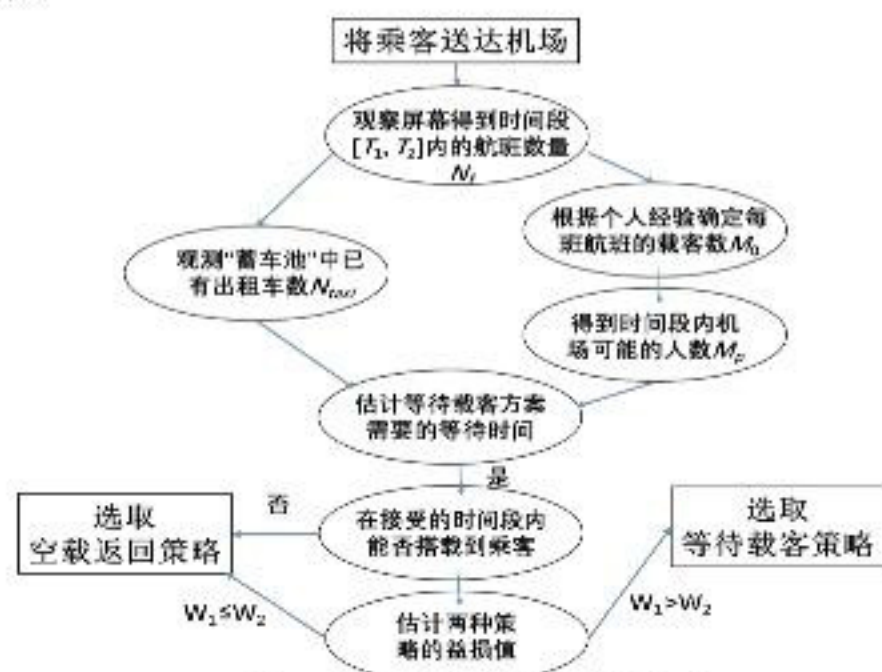 将乘客送达机场
观察屏幕得到时间段
[T₁, T₂]内的航班数量
N_f
根据个人经验确定每
班航班的载客数M₀
观测“蓄车池”中已
有出租车数N_taxi
得到时间段内机
场可能的人数M_p
估计等待载客方案
需要的等待时间
是
否
选取
空载返回策略
在接受的时间段内
能否搭载到乘客
选取
等待载客策略
W₁≤W₂
估计两种策
略的益损值
W₁>W₂